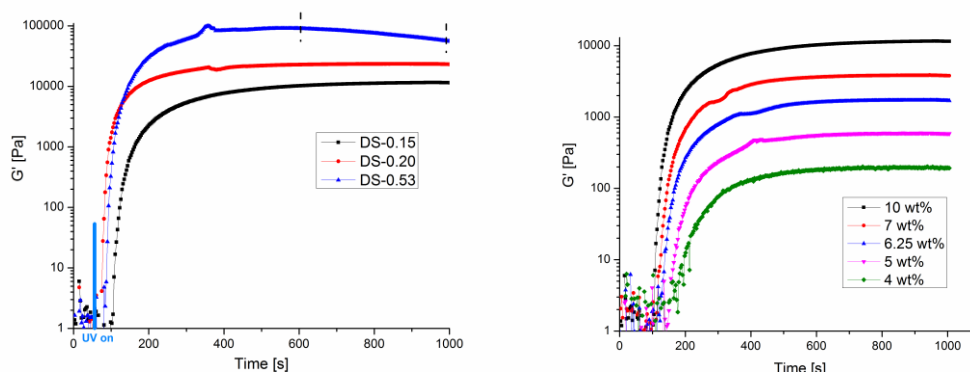 100000
10000
1000
100
10
1
G' [Pa]
DS-0.15
DS-0.20
DS-0.53
UV on
0
200
400
600
800
1000
Time [s]
10000
1000
100
10
1
G' [Pa]
10 wt%
7 wt%
6.25 wt%
5 wt%
4 wt%
0
200
400
600
800
1000
Time [s]